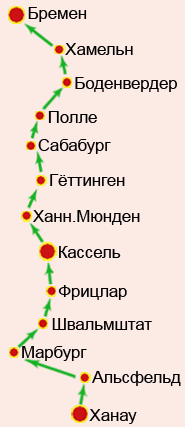 Бремен
Хамельн
Боденвердер
Полле
Сабабург
Гёттинген
Ханн.Мюнден
Кассель
Фрицлар
Швальмштат
Марбург
Альсфельд
Ханау